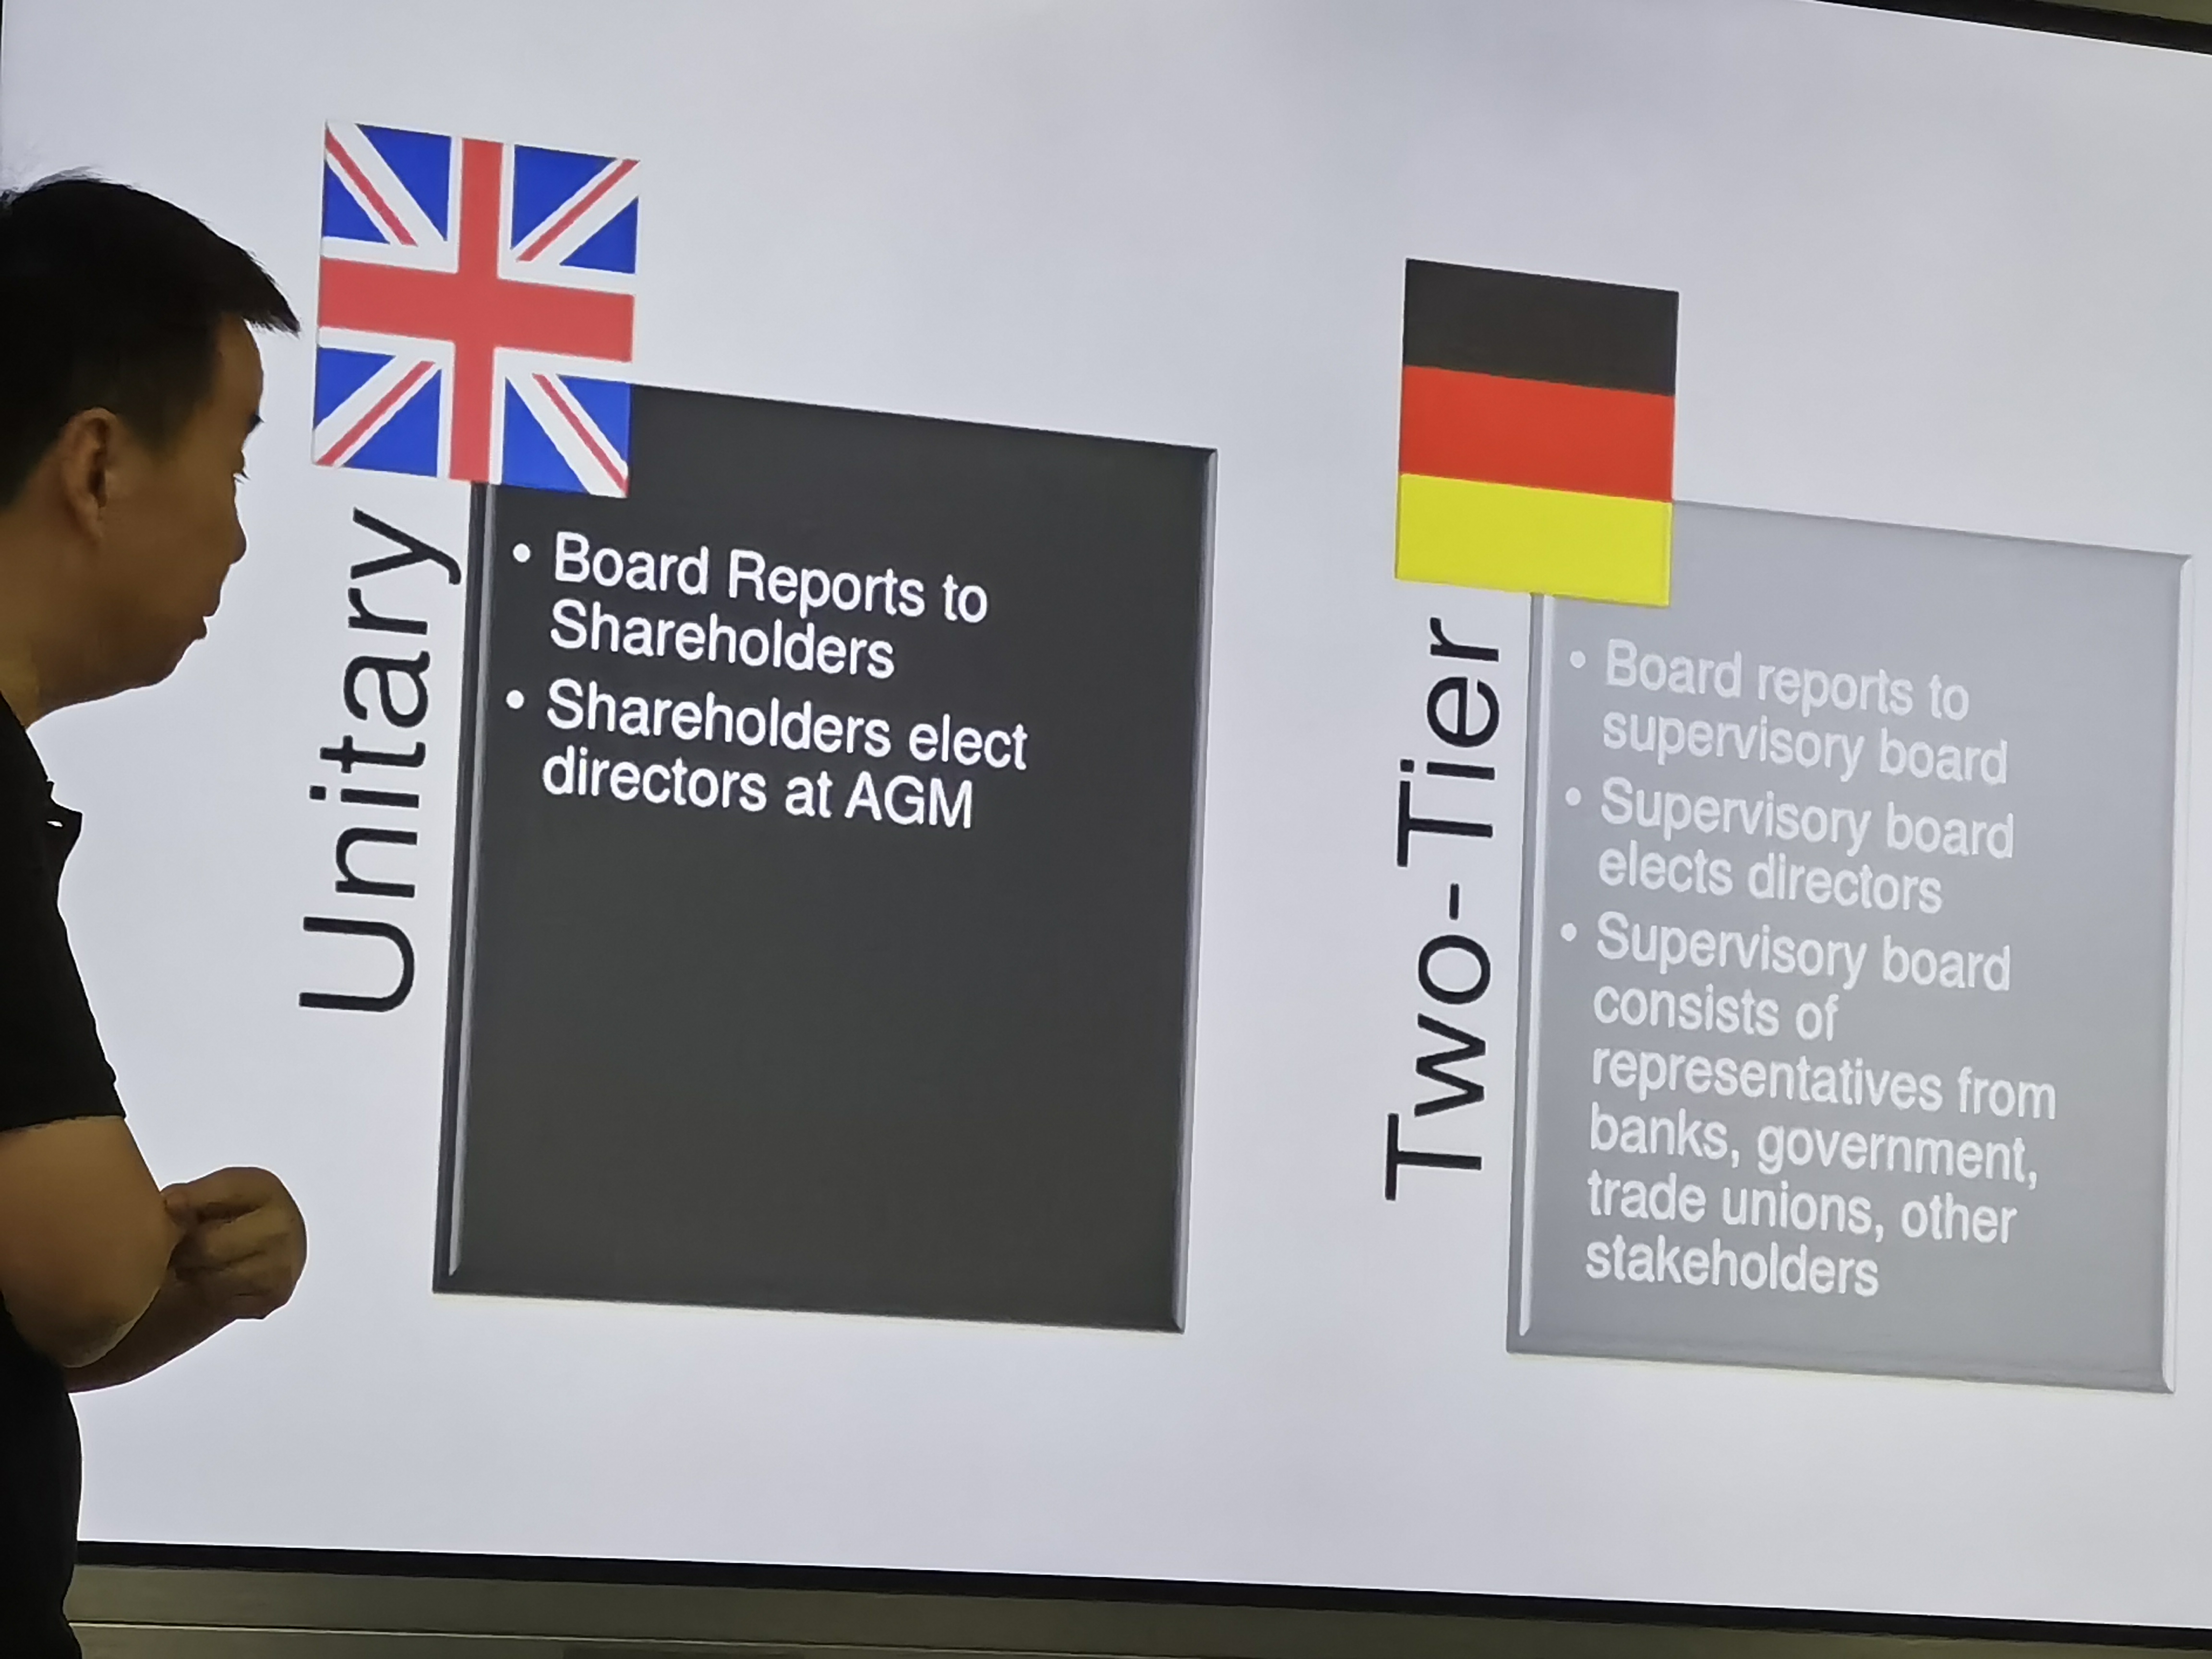 Unitary
• Board Reports to
Shareholders
• Shareholders elect
directors at AGM
Two-Tier
• Board reports to
supervisory board
• Supervisory board
elects directors
• Supervisory board
consists of
representatives from
banks, government,
trade unions, other
stakeholders